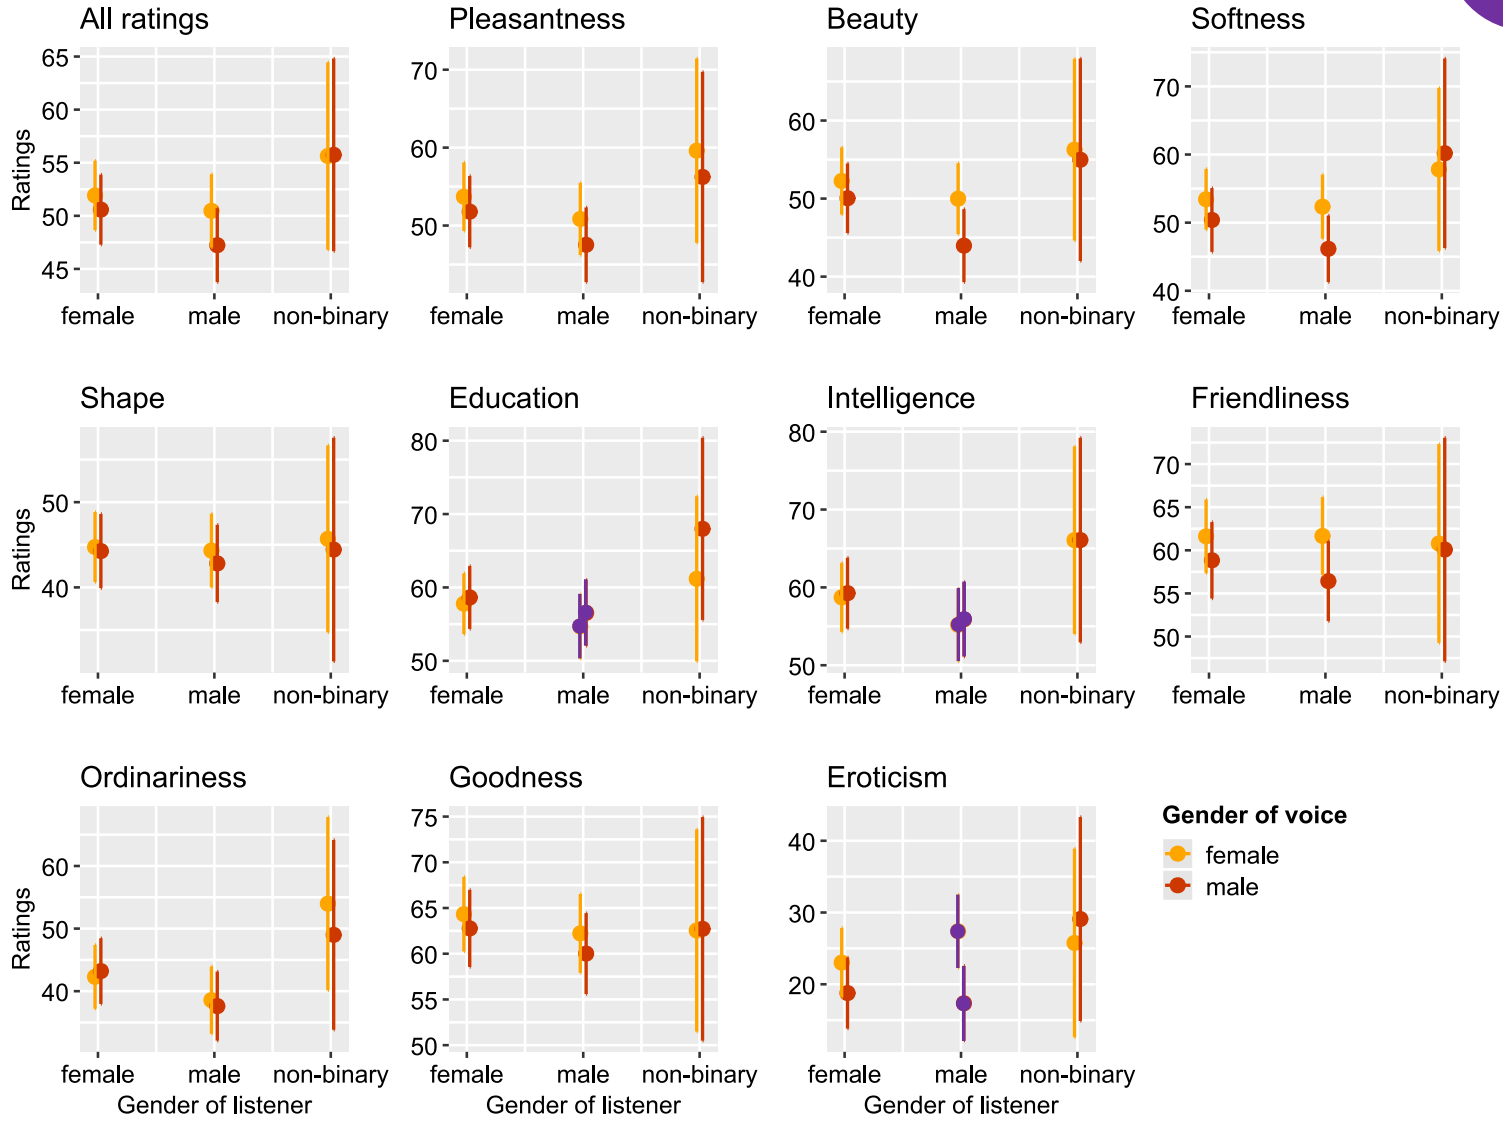 All ratings
Pleasantness
Beauty
Softness
65
60
55
50
45
Ratings
female male non-binary
70
60
50
female male non-binary
60
50
40
female male non-binary
70
60
50
40
female male non-binary
Shape
Education
Intelligence
Friendliness
50
40
Ratings
female male non-binary
80
70
60
50
female male non-binary
80
70
60
50
female male non-binary
70
65
60
55
50
female male non-binary
Ordinariness
Goodness
Eroticism
60
50
40
Ratings
female male non-binary
Gender of listener
75
70
65
60
55
50
female male non-binary
Gender of listener
40
30
20
female male non-binary
Gender of listener
Gender of voice
female
male